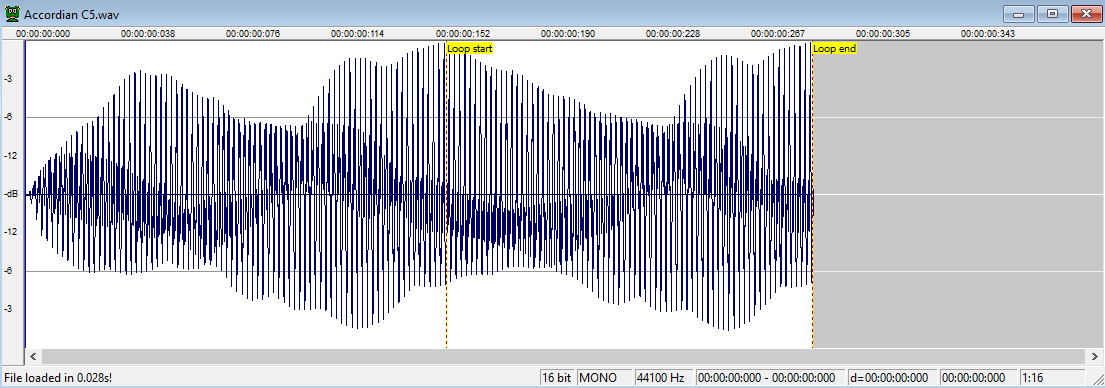 Accordian C5.wav
00:00:00:000 00:00:00:038 00:00:00:076 00:00:00:114 00:00:00:152 00:00:00:190 00:00:00:228 00:00:00:267 00:00:00:305 00:00:00:343
Loop start Loop end
-3
-6
-12
-dB
-12
-6
-3
File loaded in 0.028s! 16 bit MONO 44100 Hz 00:00:00:000 - 00:00:00:000 d=00:00:00:000 00:00:00:000 1:16